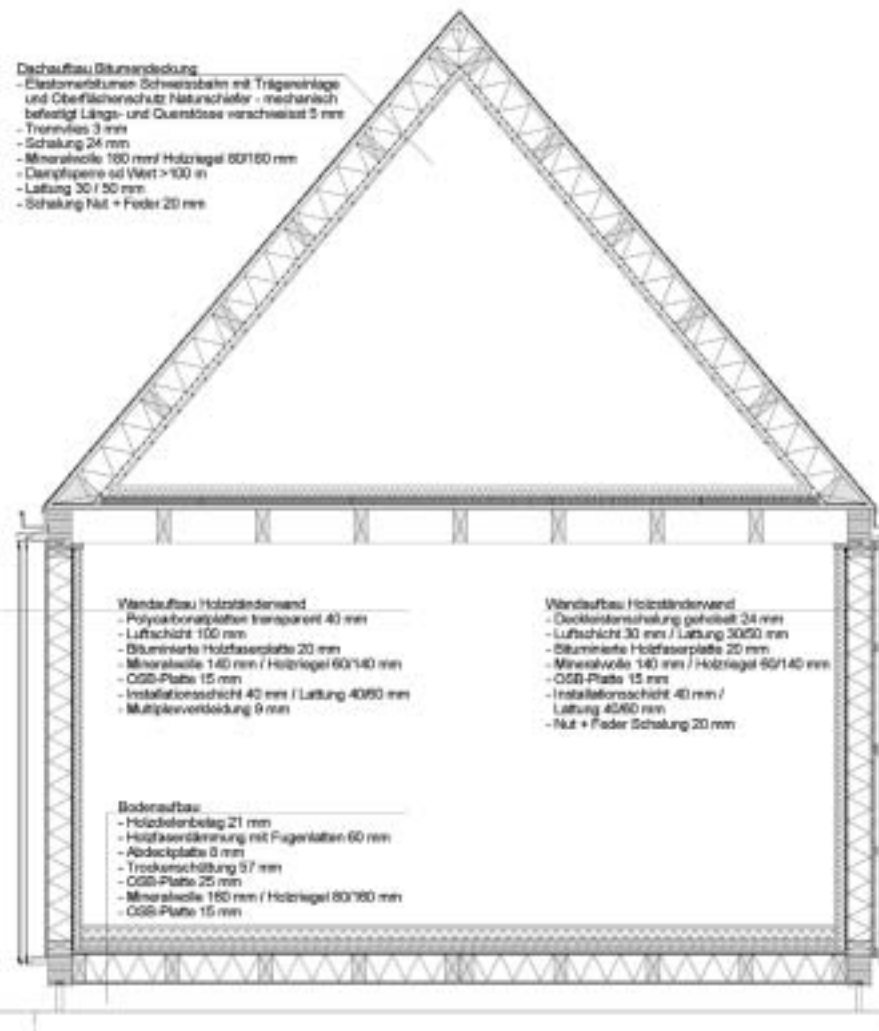 Dachaufbau Bitumendeckung
- Elastomerbitumen Schweissbahn mit Trägereinlage
und Oberflächenschutz Naturschiefer - mechanisch
befestigt Längs- und Querstösse verschweisst 5 mm
- Trennvlies 3 mm
- Schalung 24 mm
- Mineralwolle 180 mm/ Holzriegel 80/180 mm
- Dampfsperre sd Wert >100 m
- Lattung 30 / 50 mm
- Schalung Nut + Feder 20 mm
Wandaufbau Holzständerwand
- Polycarbonatplatten transparent 40 mm
- Luftschicht 100 mm
- Bituminierte Holzfaserplatte 20 mm
- Mineralwolle 140 mm / Holzriegel 60/140 mm
- OSB-Platte 15 mm
- Installationsschicht 40 mm / Lattung 40/60 mm
- Multiplexverkleidung 9 mm
Wandaufbau Holzständerwand
- Deckleistenschalung gehobelt 24 mm
- Luftschicht 30 mm / Lattung 30/50 mm
- Bituminierte Holzfaserplatte 20 mm
- Mineralwolle 140 mm / Holzriegel 60/140 mm
- OSB-Platte 15 mm
- Installationsschicht 40 mm /
Lattung 40/60 mm
- Nut + Feder Schalung 20 mm
Bodenaufbau
- Holzdielenbelag 21 mm
- Holzfaserdämmung mit Fugenlatten 60 mm
- Abdeckplatte 8 mm
- Trockenschüttung 57 mm
- OSB-Platte 25 mm
- Mineralwolle 160 mm / Holzriegel 80/160 mm
- OSB-Platte 15 mm